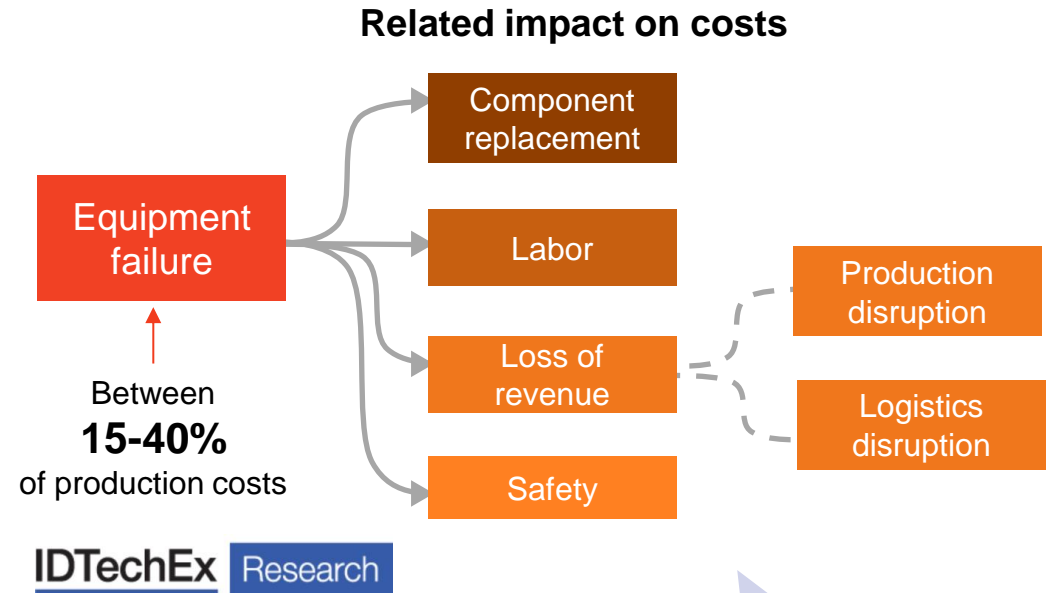 Related impact on costs
Component
replacement
Equipment
failure
Labor
Production
disruption
Loss of
revenue
Between
15-40%
of production costs
Logistics
disruption
Safety
IDTechEx Research